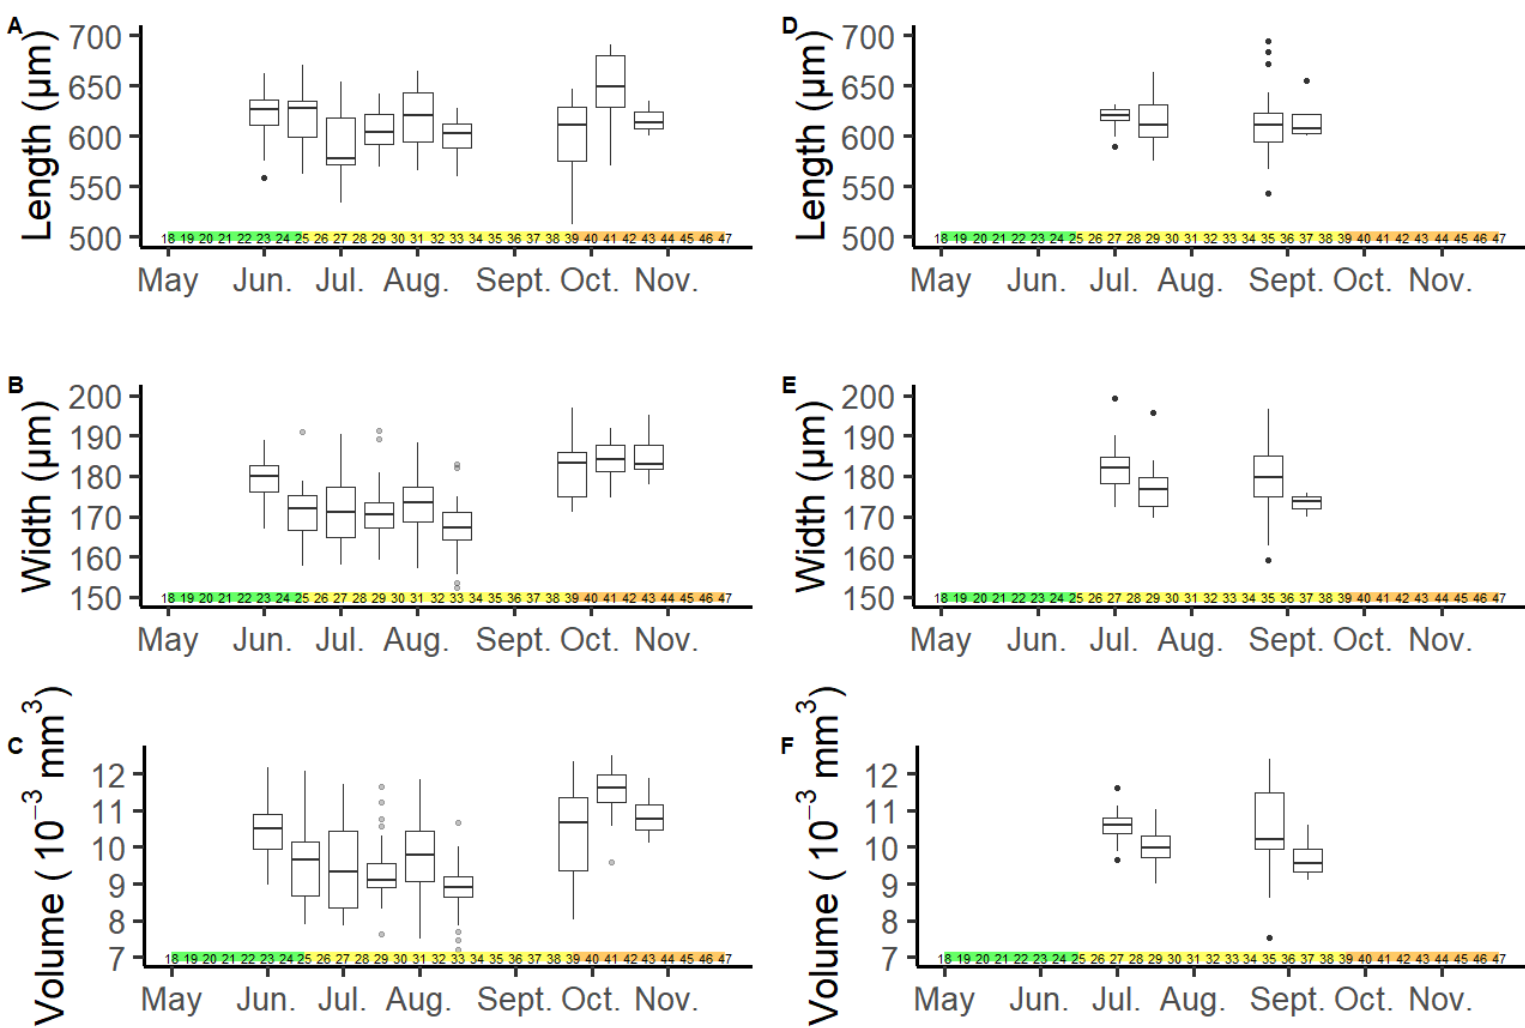 A
Length (µm)
700
650
600
550
500
18 19 20 21 22 23 24 25 26 27 28 29 30 31 32 33 34 35 36 37 38 39 40 41 42 43 44 45 46 47
May Jun. Jul. Aug. Sept. Oct. Nov.
D
Length (µm)
700
650
600
550
500
18 19 20 21 22 23 24 25 26 27 28 29 30 31 32 33 34 35 36 37 38 39 40 41 42 43 44 45 46 47
May Jun. Jul. Aug. Sept. Oct. Nov.
B
Width (µm)
200
190
180
170
160
150
18 19 20 21 22 23 24 25 26 27 28 29 30 31 32 33 34 35 36 37 38 39 40 41 42 43 44 45 46 47
May Jun. Jul. Aug. Sept. Oct. Nov.
E
Width (µm)
200
190
180
170
160
150
18 19 20 21 22 23 24 25 26 27 28 29 30 31 32 33 34 35 36 37 38 39 40 41 42 43 44 45 46 47
May Jun. Jul. Aug. Sept. Oct. Nov.
C
Volume ( 10⁻³ mm³)
12
11
10
9
8
7
18 19 20 21 22 23 24 25 26 27 28 29 30 31 32 33 34 35 36 37 38 39 40 41 42 43 44 45 46 47
May Jun. Jul. Aug. Sept. Oct. Nov.
F
Volume ( 10⁻³ mm³)
12
11
10
9
8
7
18 19 20 21 22 23 24 25 26 27 28 29 30 31 32 33 34 35 36 37 38 39 40 41 42 43 44 45 46 47
May Jun. Jul. Aug. Sept. Oct. Nov.